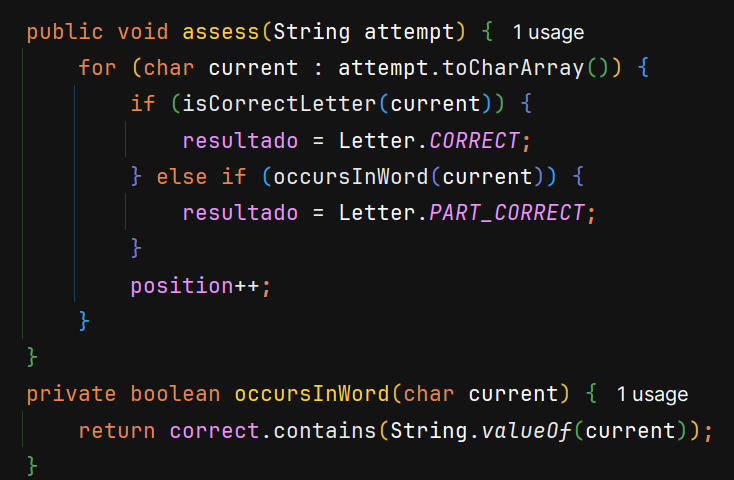 public void assess(String attempt) { 1 usage
for (char current : attempt.toCharArray()) {
if (isCorrectLetter(current)) {
resultado = Letter.CORRECT;
} else if (occursInWord(current)) {
resultado = Letter.PART_CORRECT;
}
position++;
}
}
private boolean occursInWord(char current) { 1 usage
return correct.contains(String.valueOf(current));
}